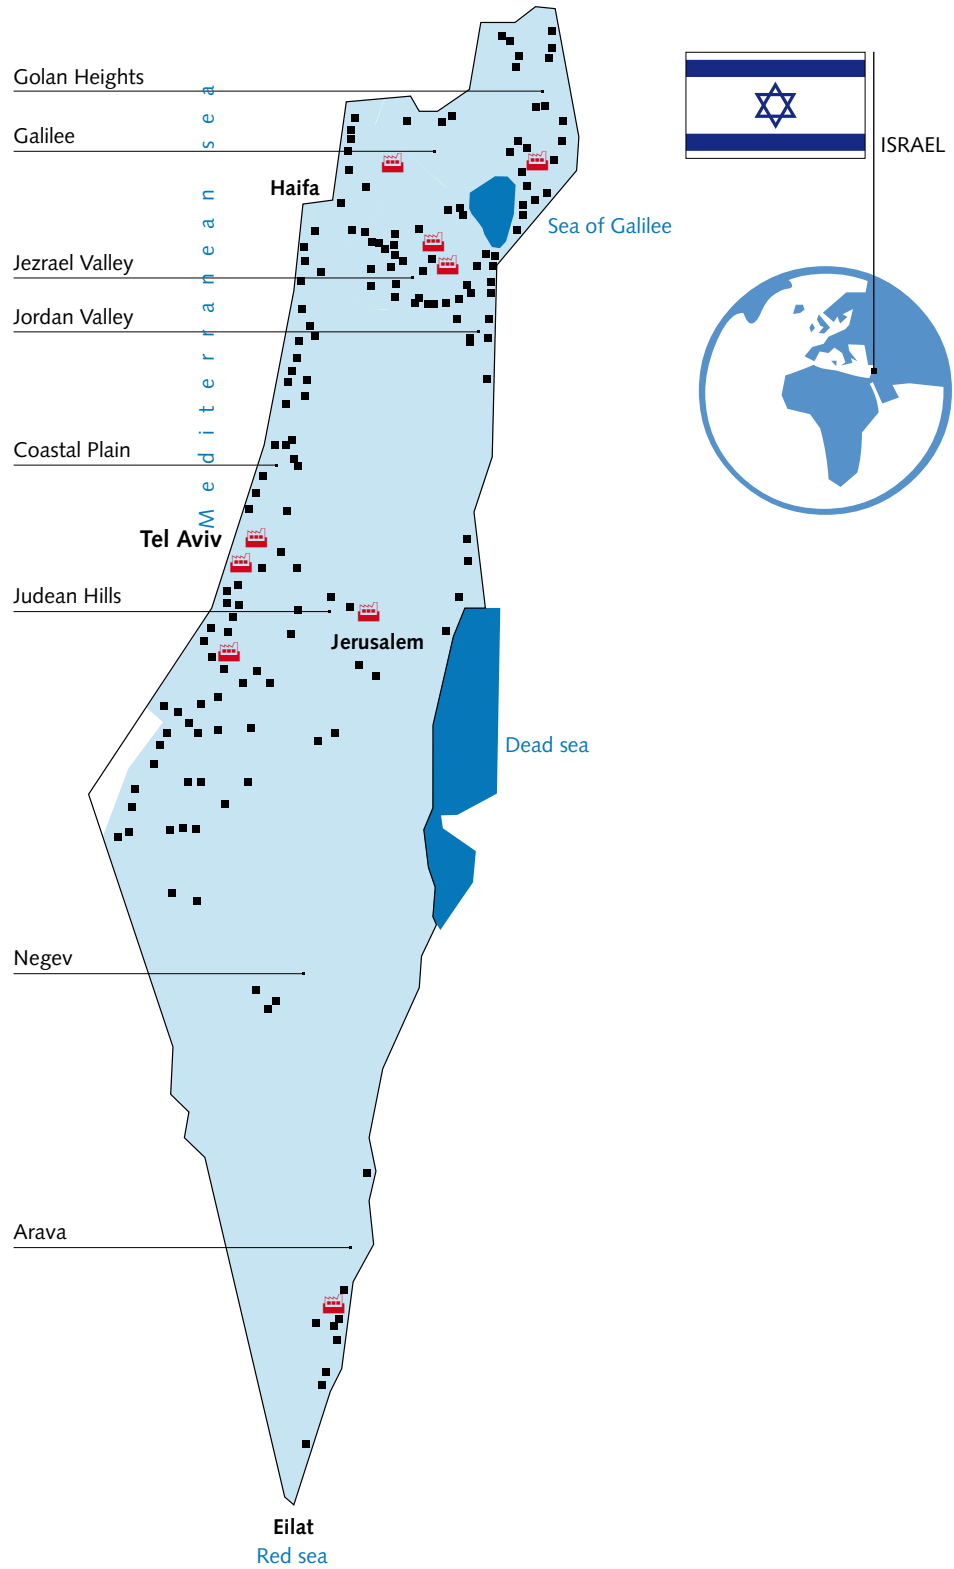 Golan Heights
Galilee
Haifa
Mediterranean sea
ISRAEL
Sea of Galilee
Jezrael Valley
Jordan Valley
Coastal Plain
Tel Aviv
Judean Hills
Jerusalem
Dead sea
Negev
Arava
Eilat
Red sea